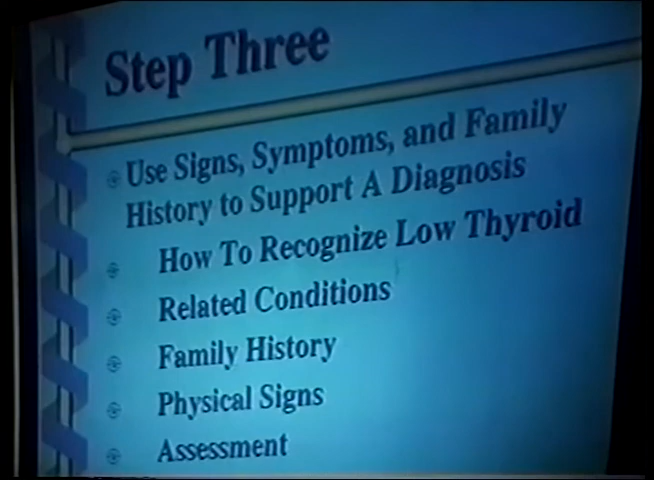 Step Three
Use Signs, Symptoms, and Family
History to Support A Diagnosis
How To Recognize Low Thyroid
Related Conditions
Family History
Physical Signs
Assessment